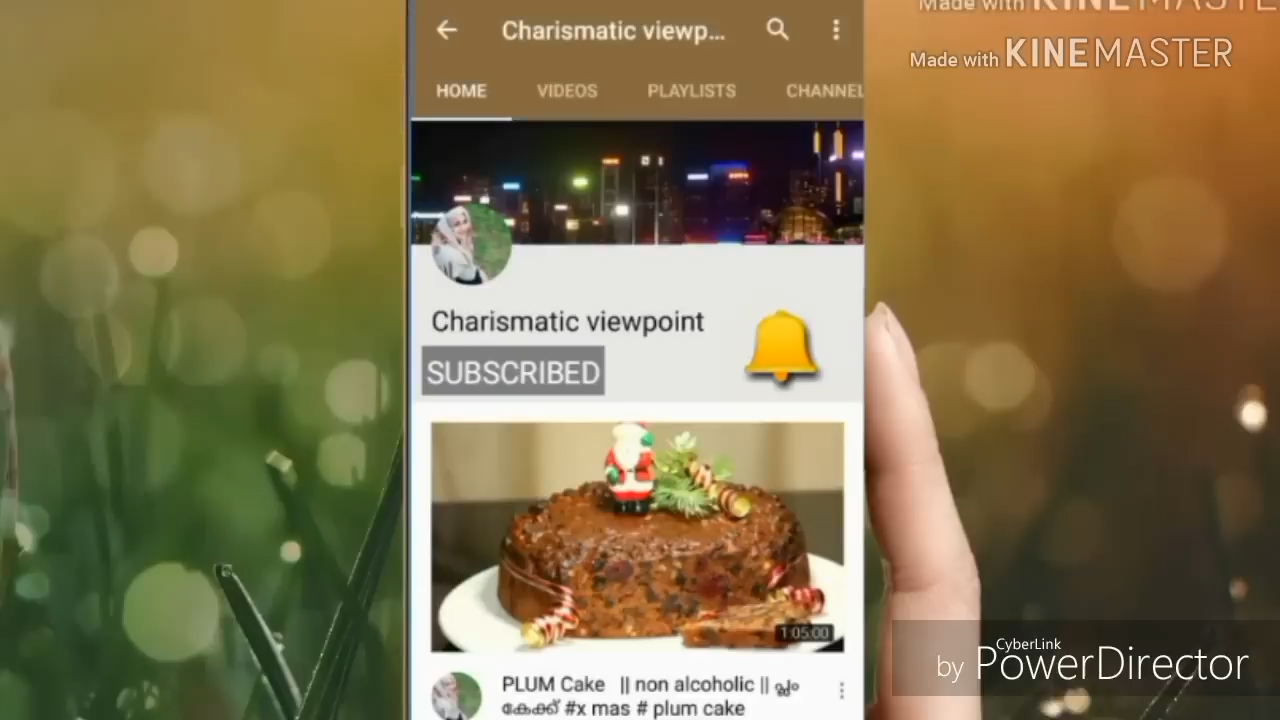 Made with KINEMASTER
Made with KINEMASTER
Charismatic viewp...
HOME VIDEOS PLAYLISTS CHANNEL
Charismatic viewpoint
SUBSCRIBED
1:05:00
PLUM Cake || non alcoholic || പ്ലം
കേക്ക് #x mas # plum cake
CyberLink
by PowerDirector